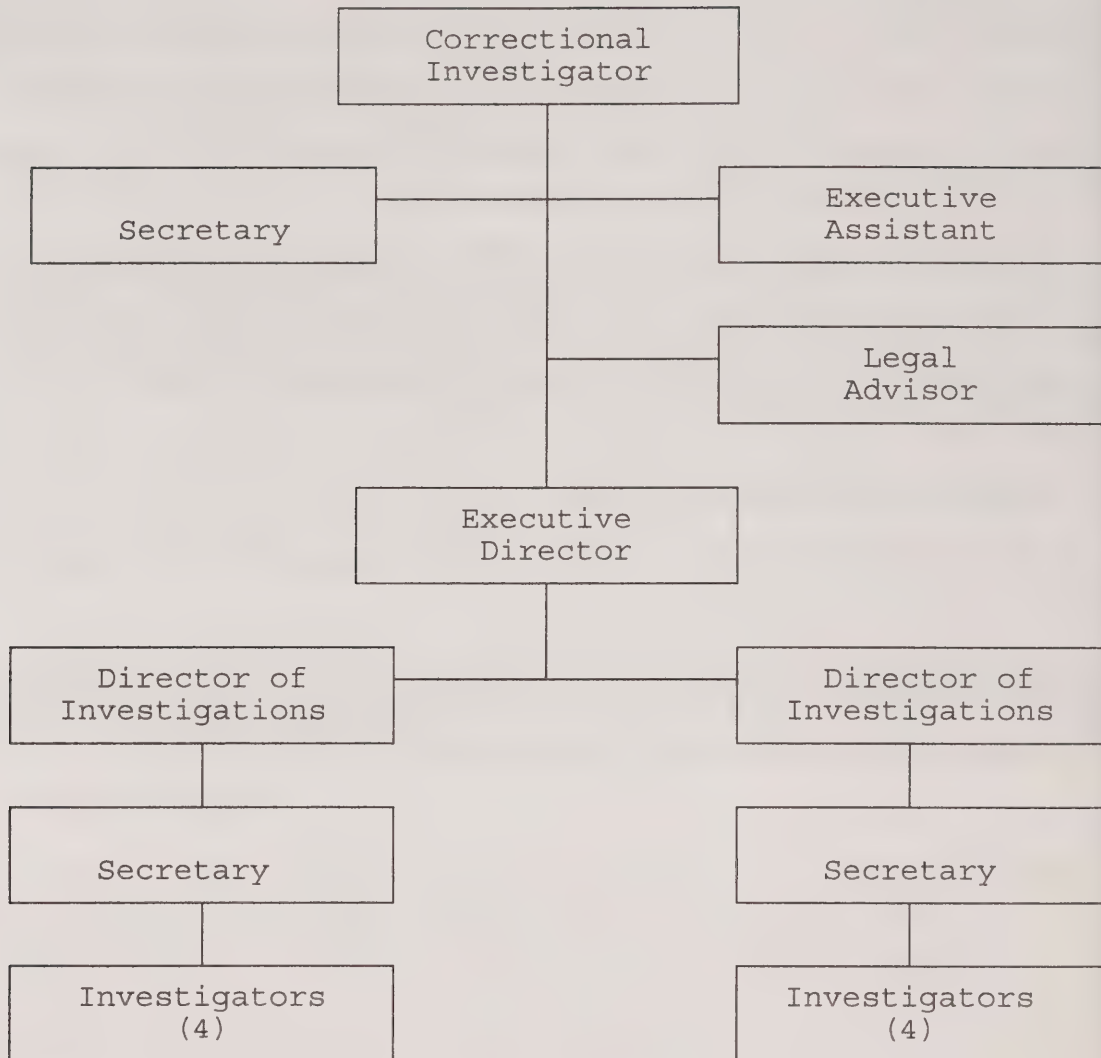 Correctional
Investigator
Secretary
Executive
Assistant
Legal
Advisor
Executive
Director
Director of
Investigations
Director of
Investigations
Secretary
Secretary
Investigators
(4)
Investigators
(4)